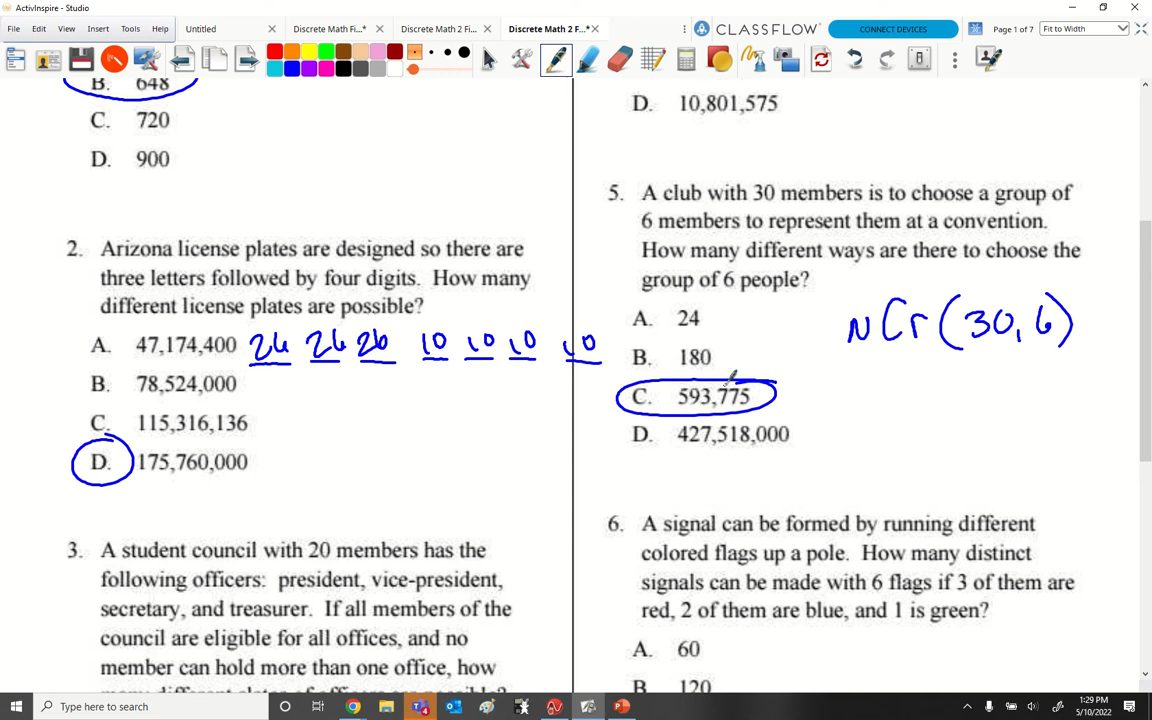 ActivInspire - Studio
File Edit View Insert Tools Help
Untitled
Discrete Math Fi...*
Discrete Math 2 Fi...
Discrete Math 2 F...*
CLASSFLOW
CONNECT DEVICES
Page 1 of 7
Fit to Width
B. 648
C. 720
D. 900
2. Arizona license plates are designed so there are
three letters followed by four digits. How many
different license plates are possible?
A. 47,174,400
26 26 26 10 10 10 10
B. 78,524,000
C. 115,316,136
D. 175,760,000
3. A student council with 20 members has the
following officers: president, vice-president,
secretary, and treasurer. If all members of the
council are eligible for all offices, and no
member can hold more than one office, how
D. 10,801,575
5. A club with 30 members is to choose a group of
6 members to represent them at a convention.
How many different ways are there to choose the
group of 6 people?
A. 24
nCr(30,6)
B. 180
C. 593,775
D. 427,518,000
6. A signal can be formed by running different
colored flags up a pole. How many distinct
signals can be made with 6 flags if 3 of them are
red, 2 of them are blue, and 1 is green?
A. 60
B. 120
Type here to search
1:29 PM
5/10/2022